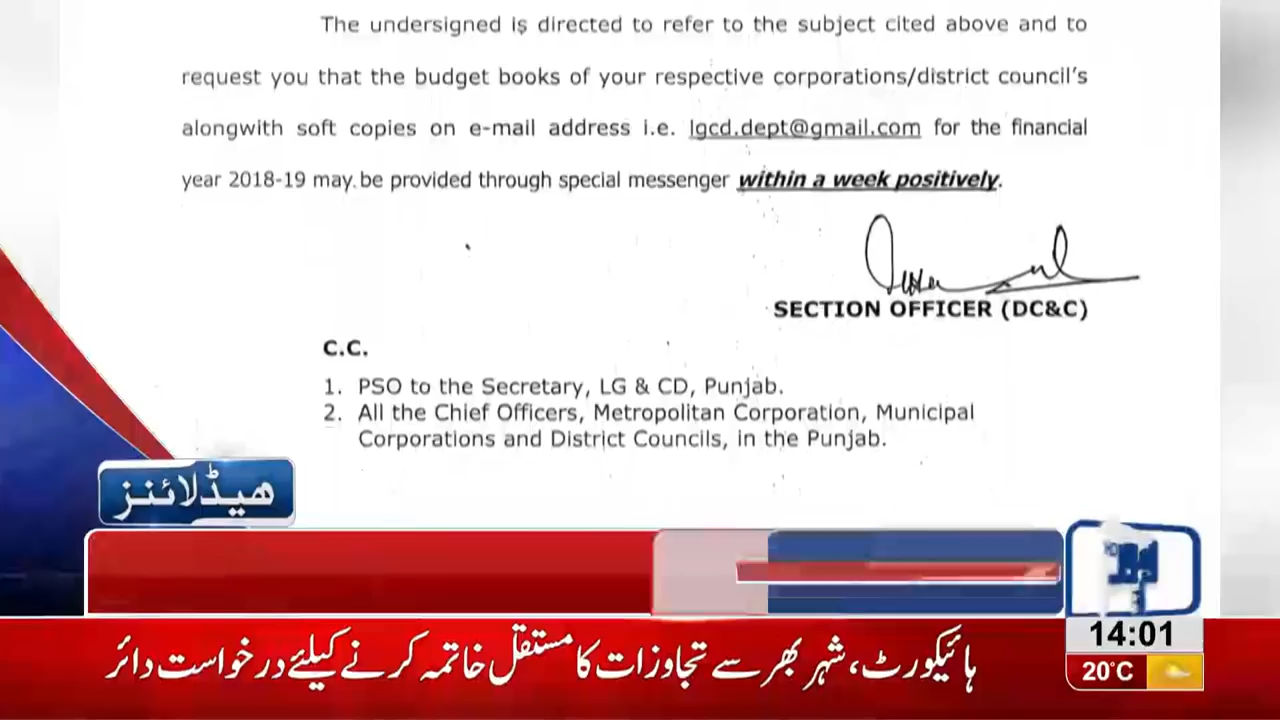 The undersigned is directed to refer to the subject cited above and to
request you that the budget books of your respective corporations/district council's
alongwith soft copies on e-mail address i.e. lgcd.dept@gmail.com for the financial
year 2018-19 may be provided through special messenger within a week positively.
SECTION OFFICER (DC&C)
C.C.
1. PSO to the Secretary, LG & CD, Punjab.
2. All the Chief Officers, Metropolitan Corporation, Municipal
Corporations and District Councils, in the Punjab.
ہیڈلائنز
14:01
ہائیکورٹ، شہر بھر سے تجاوزات کا مستقل خاتمہ کرنے کیلئے درخواست دائر
20°C